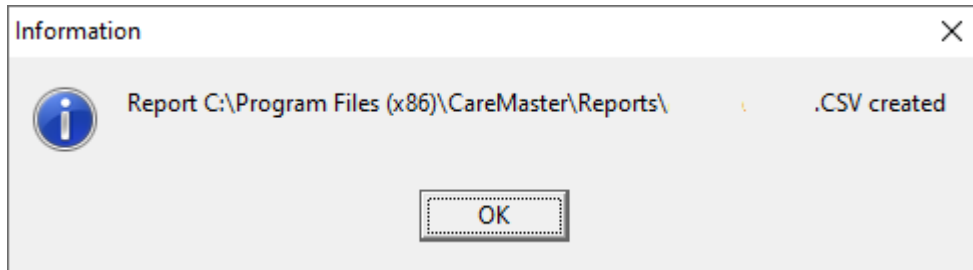 Information
Report C:\Program Files (x86)\CareMaster\Reports\ .CSV created
OK